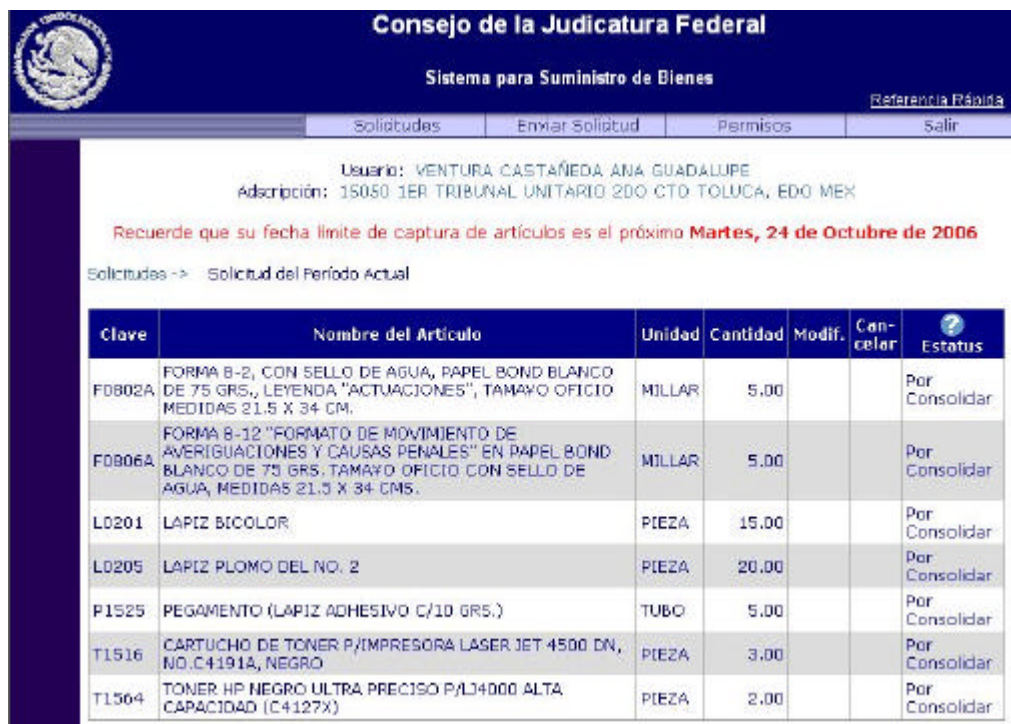 Consejo de la Judicatura Federal
Sistema para Suministro de Bienes
Referencia Rápida
Solicitudes Enviar Solicitud Permisos Salir
Usuario: VENTURA CASTAÑEDA ANA GUADALUPE
Adscripción: 15050 1ER TRIBUNAL UNITARIO 2DO CTO TOLUCA, EDO MEX
Recuerde que su fecha límite de captura de artículos es el próximo Martes, 24 de Octubre de 2006
Solicitudes -> Solicitud del Período Actual
Clave Nombre del Artículo Unidad Cantidad Modif. Can-
celar Estatus
FORMA B-2, CON SELLO DE AGUA, PAPEL BOND BLANCO
F0802A DE 75 GRS., LEYENDA "ACTUACIONES", TAMAYO OFICIO MILLAR 5.00 Por
MEDIDAS 21.5 X 34 CM. Consolidar
FORMA B-12 "FORMATO DE MOVIMIENTO DE
F0806A AVERIGUACIONES Y CAUSAS PENALES" EN PAPEL BOND MILLAR 5.00 Por
BLANCO DE 75 GRS. TAMAYO OFICIO CON SELLO DE Consolidar
AGUA, MEDIDAS 21.5 X 34 CMS.
L0201 LAPIZ BICOLOR PIEZA 15.00 Por
Consolidar
L0205 LAPIZ PLOMO DEL NO. 2 PIEZA 20.00 Por
Consolidar
P1525 PEGAMENTO (LAPIZ ADHESIVO C/10 GRS.) TUBO 5.00 Por
Consolidar
T1516 CARTUCHO DE TONER P/IMPRESORA LASER JET 4500 DN, PIEZA 3.00 Por
NO.C4191A, NEGRO Consolidar
T1564 TONER HP NEGRO ULTRA PRECISO P/LJ4000 ALTA PIEZA 2.00 Por
CAPACIDAD (C4127X) Consolidar